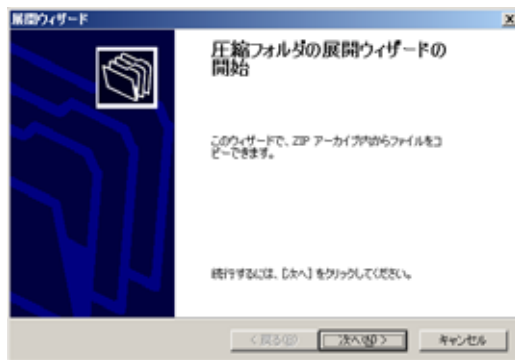 展開ウィザード
圧縮フォルダの展開ウィザードの
開始
このウィザードで、ZIP アーカイブ内からファイルをコ
ピーできます。
続行するには、[次へ] をクリックしてください。
< 戻る(B)
次へ(N) >
キャンセル